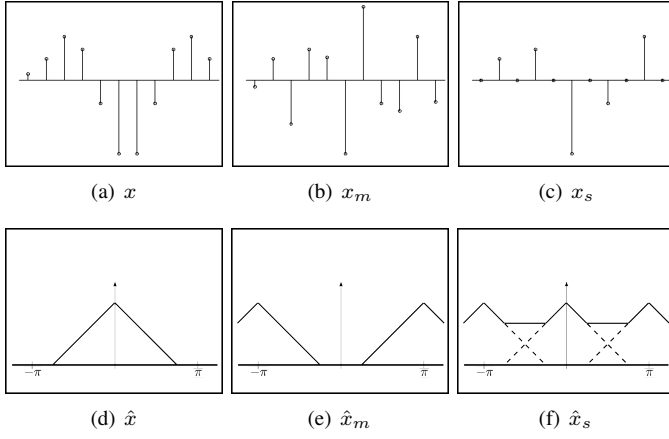 (a) x
(b) x_m
(c) x_s
−π π
−π π
−π π
(d) x̂
(e) x̂_m
(f) x̂_s